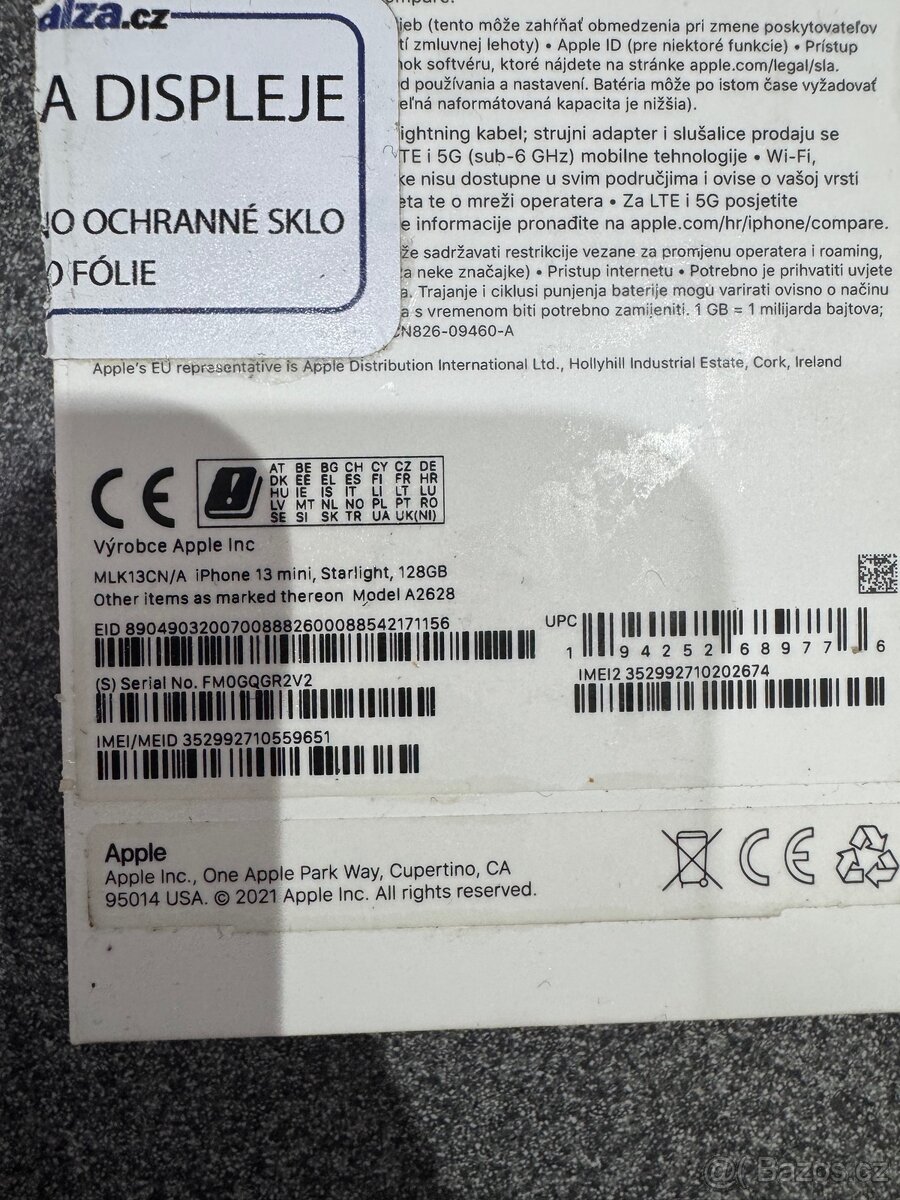 alza.cz
A DISPLEJE
NO OCHRANNÉ SKLO
O FÓLIE
ompare.
ieb (tento môže zahŕňať obmedzenia pri zmene poskytovateľov
tí zmluvnej lehoty) • Apple ID (pre niektoré funkcie) • Prístup
nok softvéru, ktoré nájdete na stránke apple.com/legal/sla.
d používania a nastavení. Batéria môže po istom čase vyžadovať
eľná naformátovaná kapacita je nižšia).
ightning kabel; strujni adapter i slušalice prodaju se
TE i 5G (sub-6 GHz) mobilne tehnologije • Wi-Fi,
ke nisu dostupne u svim područjima i ovise o vašoj vrsti
eta te o mreži operatera • Za LTE i 5G posjetite
e informacije pronađite na apple.com/hr/iphone/compare.
že sadržavati restrikcije vezane za promjenu operatera i roaming,
za neke značajke) • Pristup internetu • Potrebno je prihvatiti uvjete
a. Trajanje i ciklusi punjenja baterije mogu varirati ovisno o načinu
a s vremenom biti potrebno zamijeniti. 1 GB = 1 milijarda bajtova;
CN826-09460-A
Apple's EU representative is Apple Distribution International Ltd., Hollyhill Industrial Estate, Cork, Ireland
CE
AT BE BG CH CY CZ DE
DK EE EL ES FI FR HR
HU IE IS IT LI LT LU
LV MT NL NO PL PT RO
SE SI SK TR UA UK(NI)
Výrobce Apple Inc
MLK13CN/A iPhone 13 mini, Starlight, 128GB
Other items as marked thereon Model A2628
EID 89049032007008882600088542171156
UPC
1 94252 68977 6
(S) Serial No. FM0GQGR2V2
IMEI2 352992710202674
IMEI/MEID 352992710559651
Apple
Apple Inc., One Apple Park Way, Cupertino, CA
95014 USA. © 2021 Apple Inc. All rights reserved.
CE
@ Bazos.cz